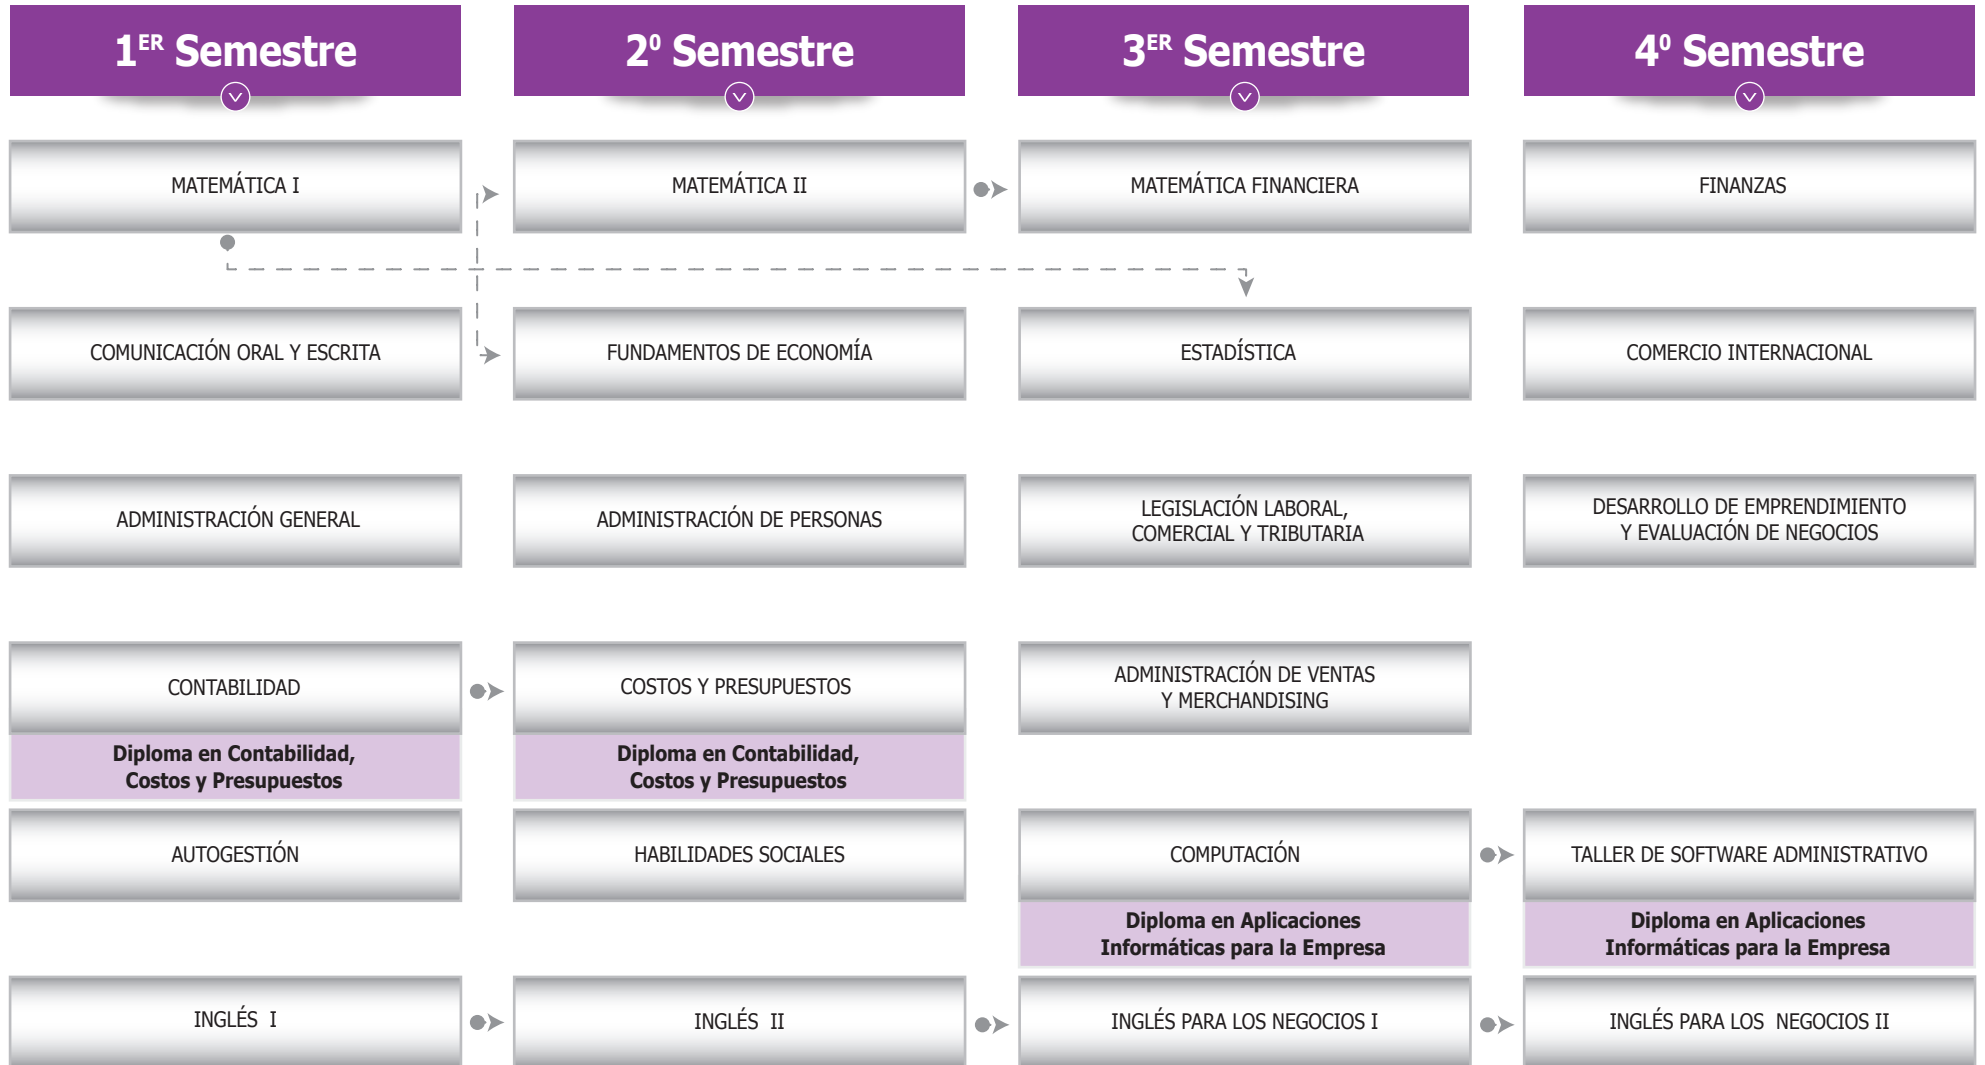 1ER Semestre
2º Semestre
3ER Semestre
4º Semestre
MATEMÁTICA I
MATEMÁTICA II
MATEMÁTICA FINANCIERA
FINANZAS
COMUNICACIÓN ORAL Y ESCRITA
FUNDAMENTOS DE ECONOMÍA
ESTADÍSTICA
COMERCIO INTERNACIONAL
ADMINISTRACIÓN GENERAL
ADMINISTRACIÓN DE PERSONAS
LEGISLACIÓN LABORAL,
COMERCIAL Y TRIBUTARIA
DESARROLLO DE EMPRENDIMIENTO
Y EVALUACIÓN DE NEGOCIOS
CONTABILIDAD
COSTOS Y PRESUPUESTOS
ADMINISTRACIÓN DE VENTAS
Y MERCHANDISING
Diploma en Contabilidad,
Costos y Presupuestos
Diploma en Contabilidad,
Costos y Presupuestos
AUTOGESTIÓN
HABILIDADES SOCIALES
COMPUTACIÓN
TALLER DE SOFTWARE ADMINISTRATIVO
Diploma en Aplicaciones
Informáticas para la Empresa
Diploma en Aplicaciones
Informáticas para la Empresa
INGLÉS I
INGLÉS II
INGLÉS PARA LOS NEGOCIOS I
INGLÉS PARA LOS NEGOCIOS II